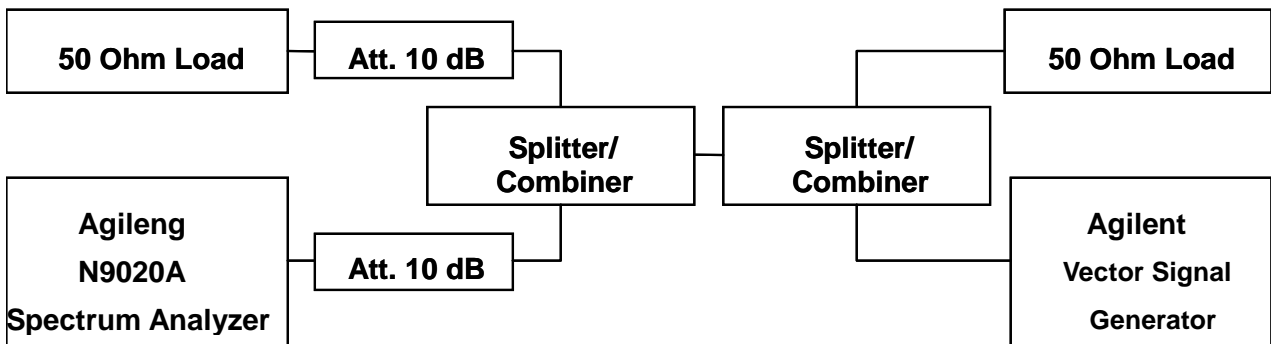 50 Ohm Load
Att. 10 dB
50 Ohm Load
Splitter/
Combiner
Splitter/
Combiner
Agileng
N9020A
Spectrum Analyzer
Att. 10 dB
Agilent
Vector Signal
Generator